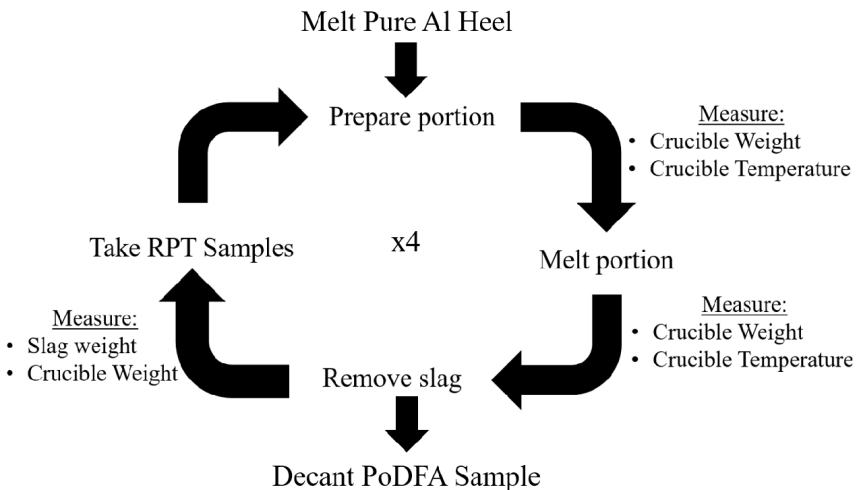 Melt Pure Al Heel
Prepare portion
Measure:
• Crucible Weight
• Crucible Temperature
Take RPT Samples
x4
Melt portion
Measure:
• Slag weight
• Crucible Weight
Measure:
• Crucible Weight
• Crucible Temperature
Remove slag
Decant PoDFA Sample